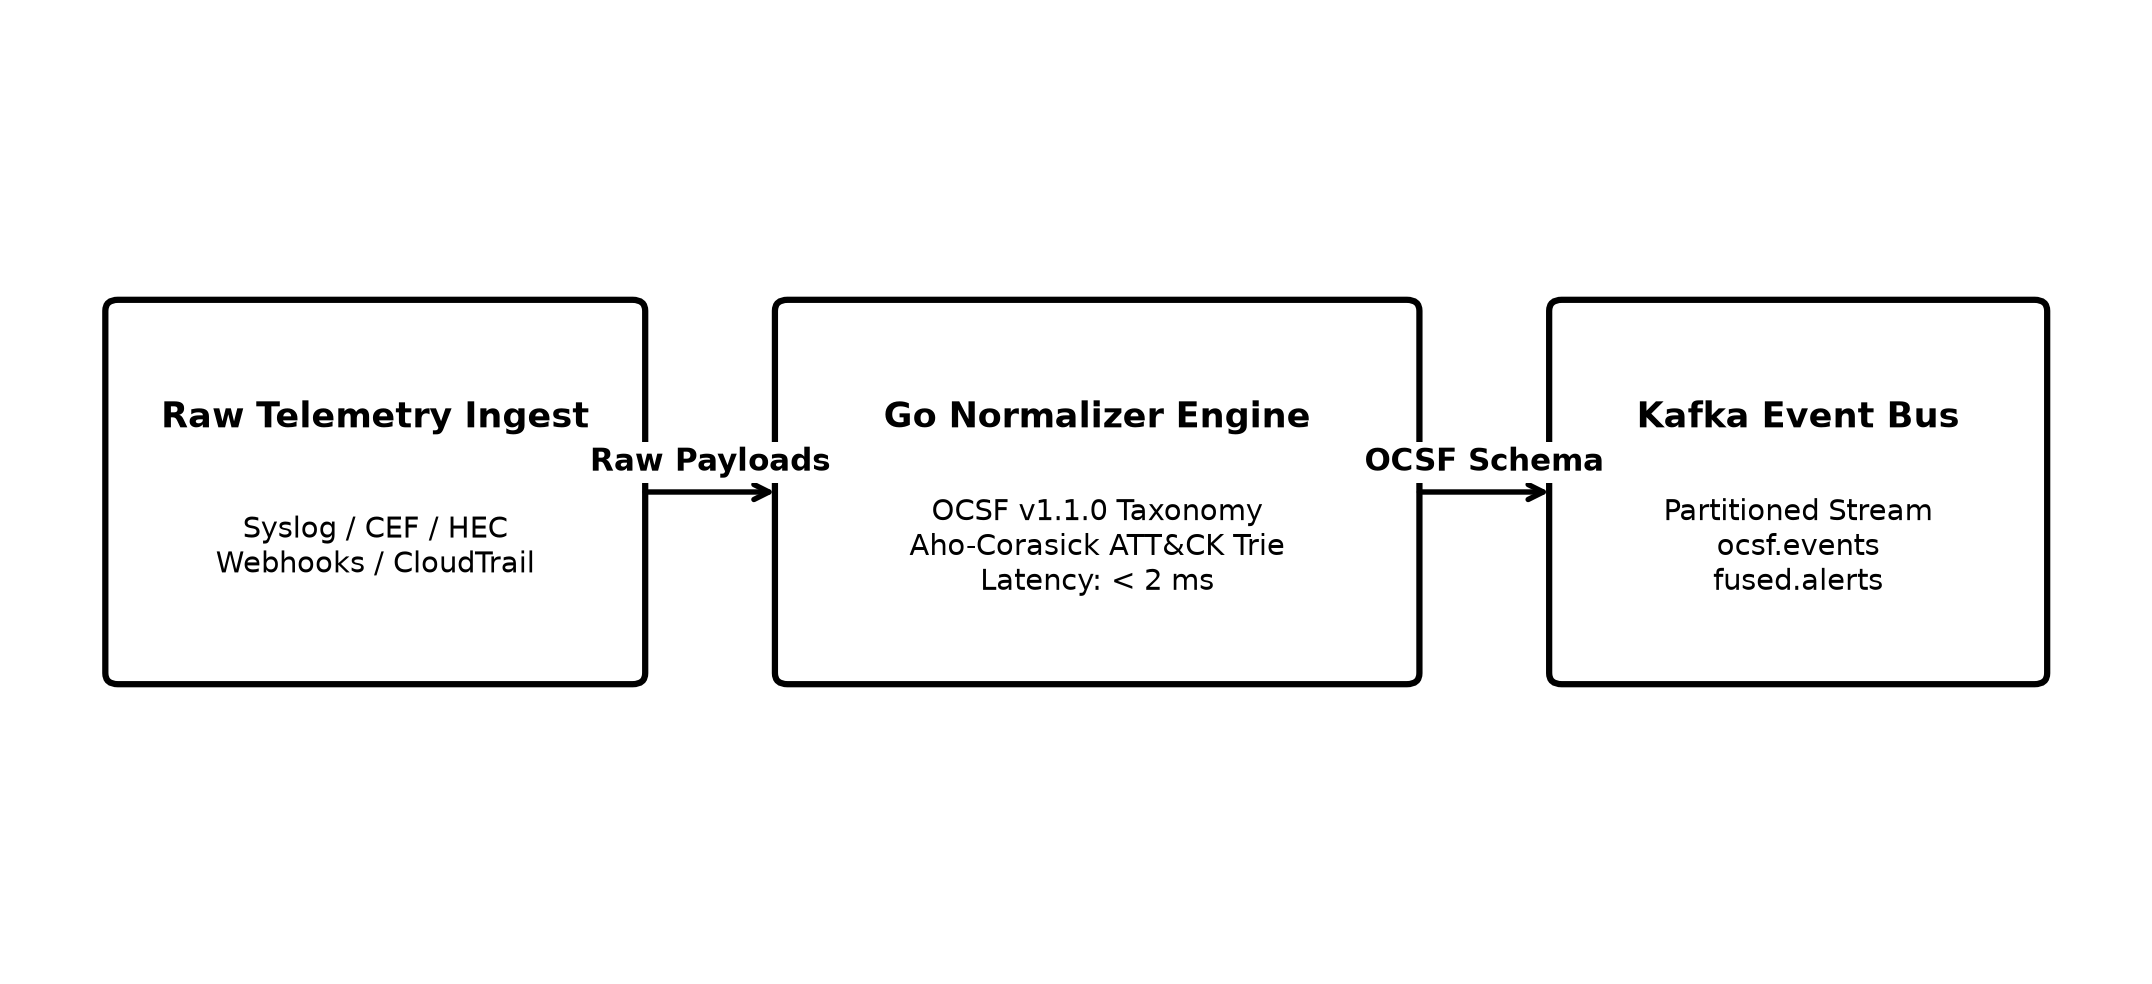 Raw Telemetry Ingest
Syslog / CEF / HEC
Webhooks / CloudTrail
Raw Payloads
Go Normalizer Engine
OCSF v1.1.0 Taxonomy
Aho-Corasick ATT&CK Trie
Latency: < 2 ms
OCSF Schema
Kafka Event Bus
Partitioned Stream
ocsf.events
fused.alerts